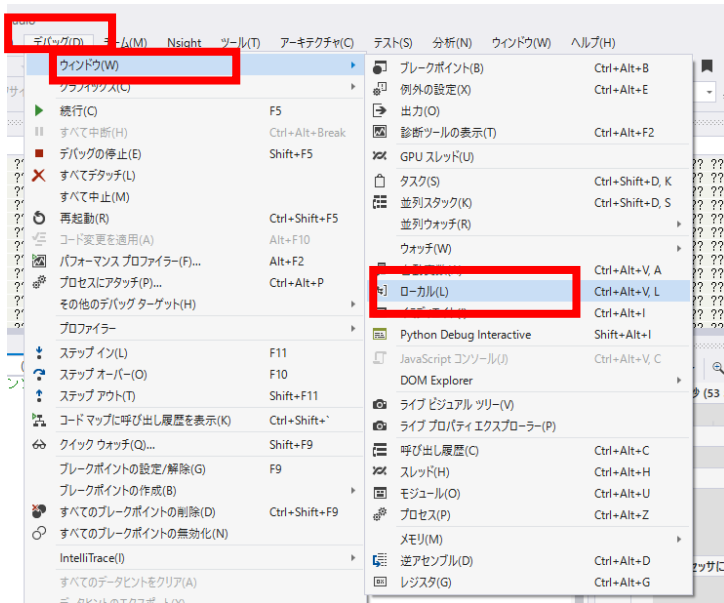 デバッグ(D) チーム(M) Nsight ツール(T) アーキテクチャ(C) テスト(S) 分析(N) ウィンドウ(W) ヘルプ(H)
ウィンドウ(W)
グラフィックス(C)
続行(C) F5
すべて中断(H) Ctrl+Alt+Break
デバッグの停止(E) Shift+F5
すべてデタッチ(L)
すべて中止(M)
再起動(R) Ctrl+Shift+F5
コード変更を適用(A) Alt+F10
パフォーマンス プロファイラー(F)... Alt+F2
プロセスにアタッチ(P)... Ctrl+Alt+P
その他のデバッグ ターゲット(H)
プロファイラー
ステップ イン(L) F11
ステップ オーバー(O) F10
ステップ アウト(T) Shift+F11
コード マップに呼び出し履歴を表示(K) Ctrl+Shift+`
クイック ウォッチ(Q)... Shift+F9
ブレークポイントの設定/解除(G) F9
ブレークポイントの作成(B)
すべてのブレークポイントの削除(D) Ctrl+Shift+F9
すべてのブレークポイントの無効化(N)
IntelliTrace(I)
すべてのデータヒントをクリア(A)
ブレークポイント(B) Ctrl+Alt+B
例外の設定(X) Ctrl+Alt+E
出力(O)
診断ツールの表示(T) Ctrl+Alt+F2
GPU スレッド(U)
タスク(S) Ctrl+Shift+D, K
並列スタック(K) Ctrl+Shift+D, S
並列ウォッチ(R)
ウォッチ(W)
Ctrl+Alt+V, A
ローカル(L) Ctrl+Alt+V, L
Ctrl+Alt+I
Python Debug Interactive Shift+Alt+I
JavaScript コンソール(J) Ctrl+Alt+V, C
DOM Explorer
ライブ ビジュアル ツリー(V)
ライブ プロパティ エクスプローラー(P)
呼び出し履歴(C) Ctrl+Alt+C
スレッド(H) Ctrl+Alt+H
モジュール(O) Ctrl+Alt+U
プロセス(P) Ctrl+Alt+Z
メモリ(M)
逆アセンブル(D) Ctrl+Alt+D
レジスタ(G) Ctrl+Alt+G